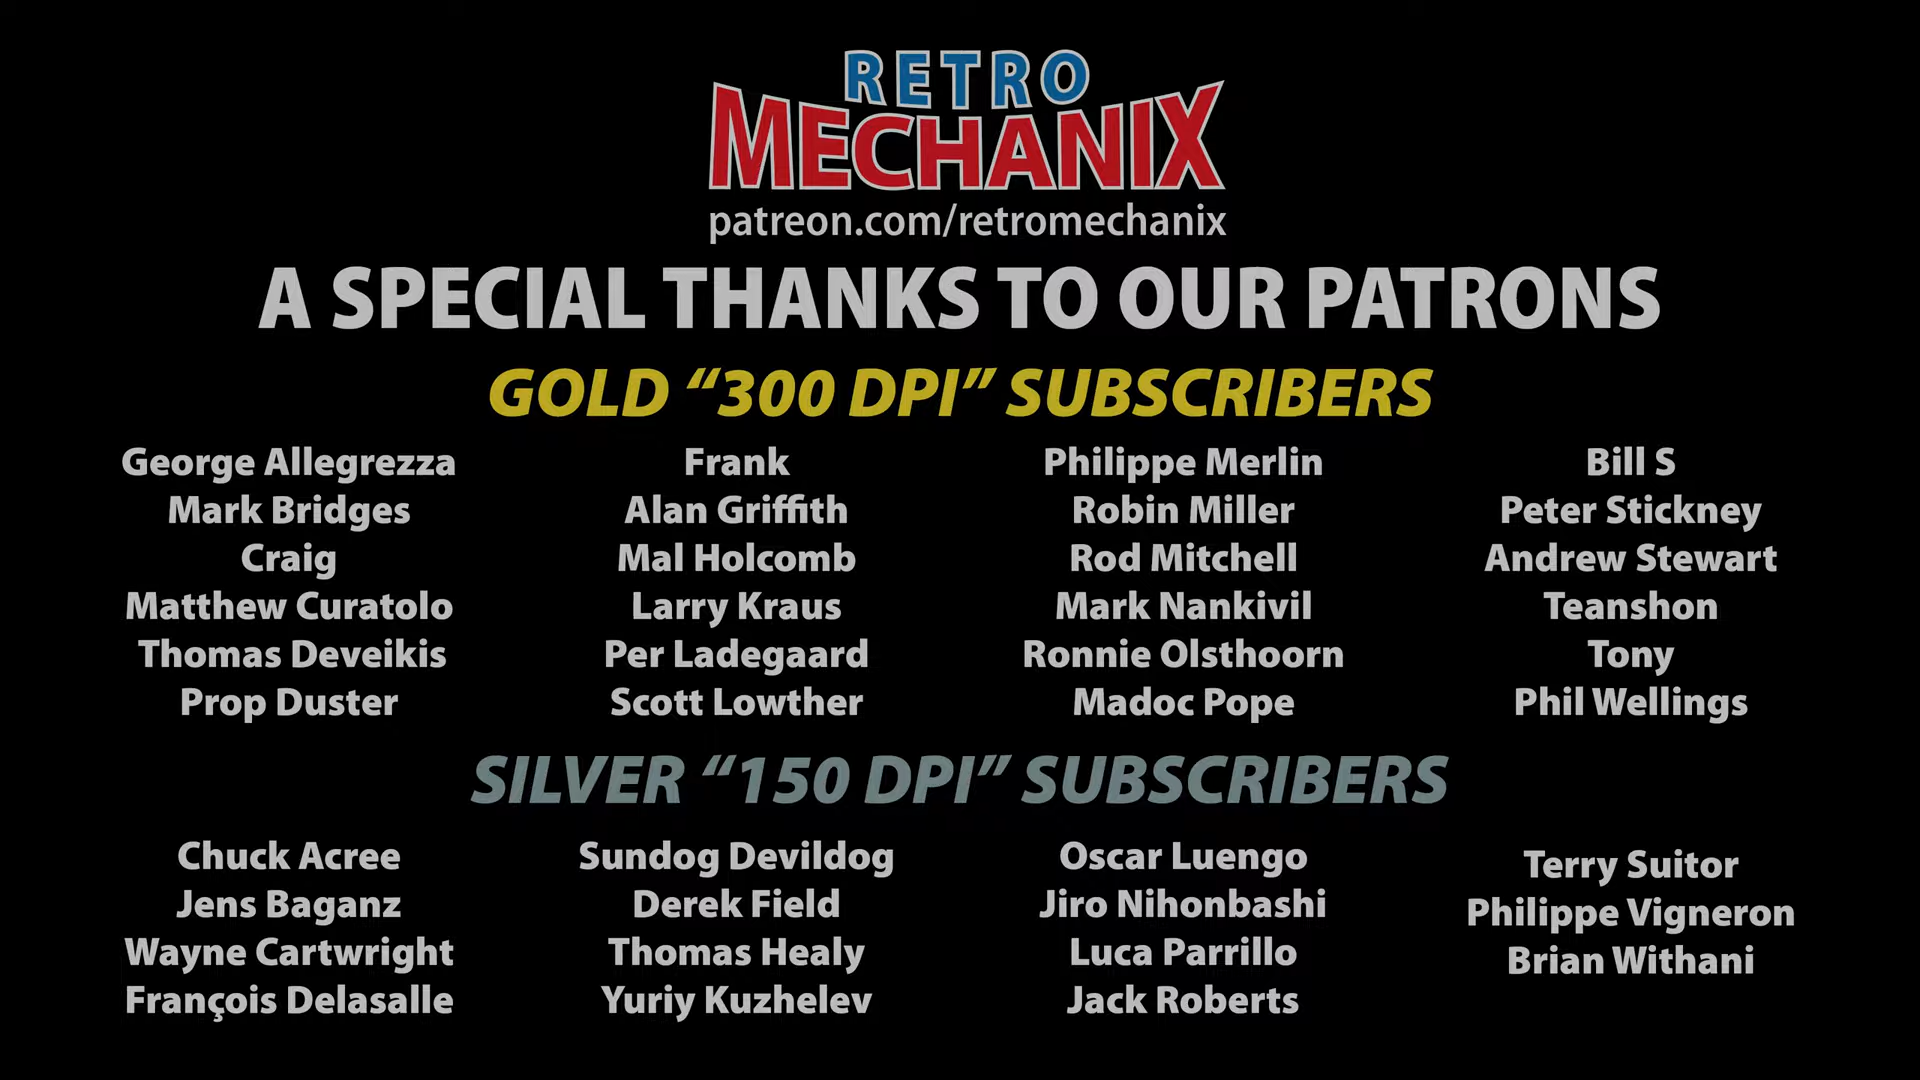 RETRO
MECHANIX
patreon.com/retromechanix
A SPECIAL THANKS TO OUR PATRONS
GOLD “300 DPI” SUBSCRIBERS
George Allegrezza
Mark Bridges
Craig
Matthew Curatolo
Thomas Deveikis
Prop Duster
Frank
Alan Griffith
Mal Holcomb
Larry Kraus
Per Ladegaard
Scott Lowther
Philippe Merlin
Robin Miller
Rod Mitchell
Mark Nankivil
Ronnie Olsthoorn
Madoc Pope
Bill S
Peter Stickney
Andrew Stewart
Teanshon
Tony
Phil Wellings
SILVER “150 DPI” SUBSCRIBERS
Chuck Acree
Jens Baganz
Wayne Cartwright
François Delasalle
Sundog Devildog
Derek Field
Thomas Healy
Yuriy Kuzhelev
Oscar Luengo
Jiro Nihonbashi
Luca Parrillo
Jack Roberts
Terry Suitor
Philippe Vigneron
Brian Withani